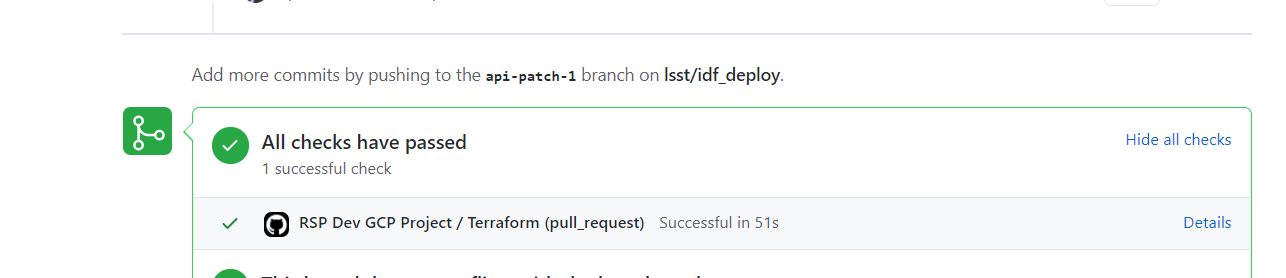 Add more commits by pushing to the api-patch-1 branch on lsst/idf_deploy.
All checks have passed
Hide all checks
1 successful check
RSP Dev GCP Project / Terraform (pull_request) Successful in 51s
Details